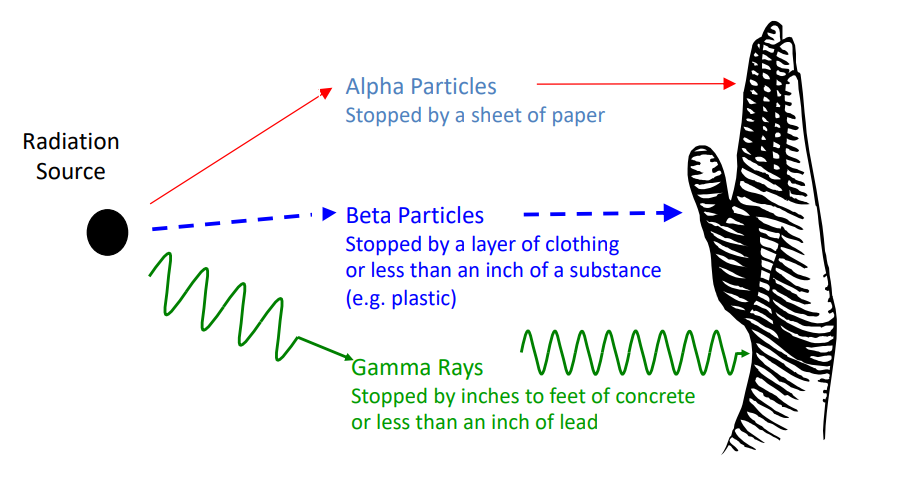 Radiation
Source
Alpha Particles
Stopped by a sheet of paper
Beta Particles
Stopped by a layer of clothing
or less than an inch of a substance
(e.g. plastic)
Gamma Rays
Stopped by inches to feet of concrete
or less than an inch of lead